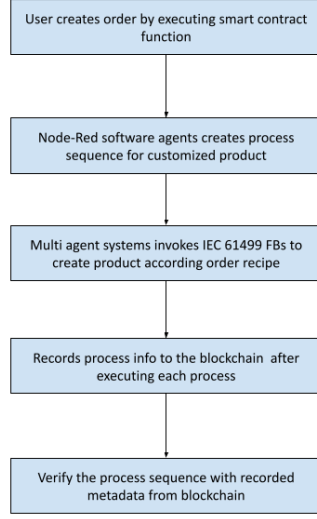 User creates order by executing smart contract
function
Node-Red software agents creates process
sequence for customized product
Multi agent systems invokes IEC 61499 FBs to
create product according order recipe
Records process info to the blockchain after
executing each process
Verify the process sequence with recorded
metadata from blockchain